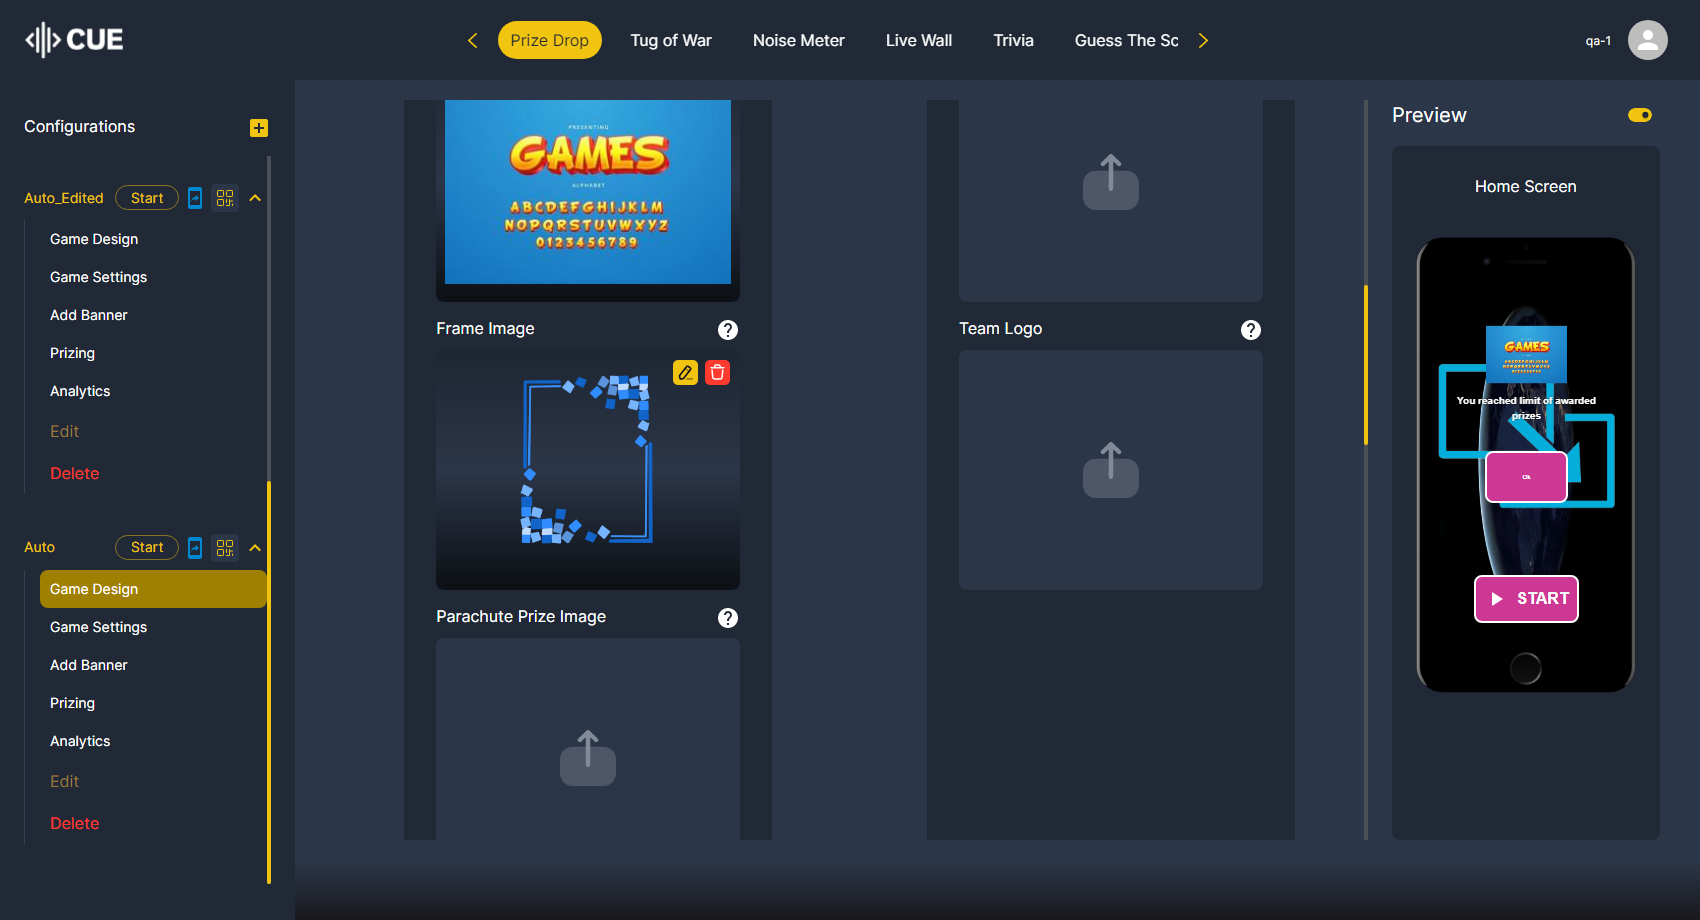 CUE
Prize Drop
Tug of War
Noise Meter
Live Wall
Trivia
Guess The Sc
qa-1
Configurations
Auto_Edited
Start
Game Design
Game Settings
Add Banner
Prizing
Analytics
Edit
Delete
Auto
Start
Game Design
Game Settings
Add Banner
Prizing
Analytics
Edit
Delete
PRESENTING
GAMES
ALPHABET
ABCDEFGHIJKLM
NOPQRSTUVWXYZ
0123456789
Frame Image
?
Parachute Prize Image
?
Team Logo
?
Preview
Home Screen
GAMES
You reached limit of awarded
prizes
Ok
START